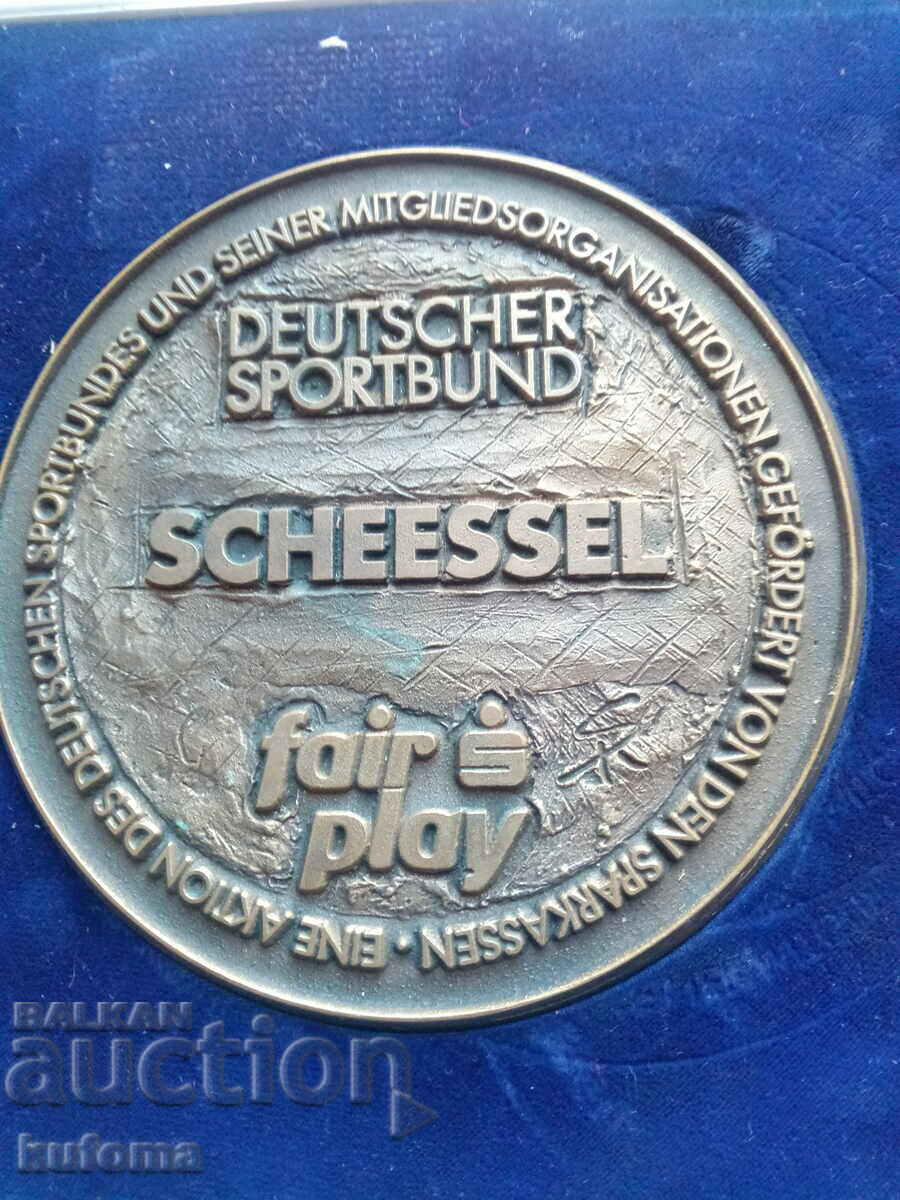 EINE AKTION DES DEUTSCHEN SPORTBUNDES UND SEINER MITGLIEDSORGANISATIONEN, GEFÖRDERT VON DEN SPARKASSEN •
DEUTSCHER
SPORTBUND
SCHEESSEL
fair
play
BALKAN
auction
kufoma